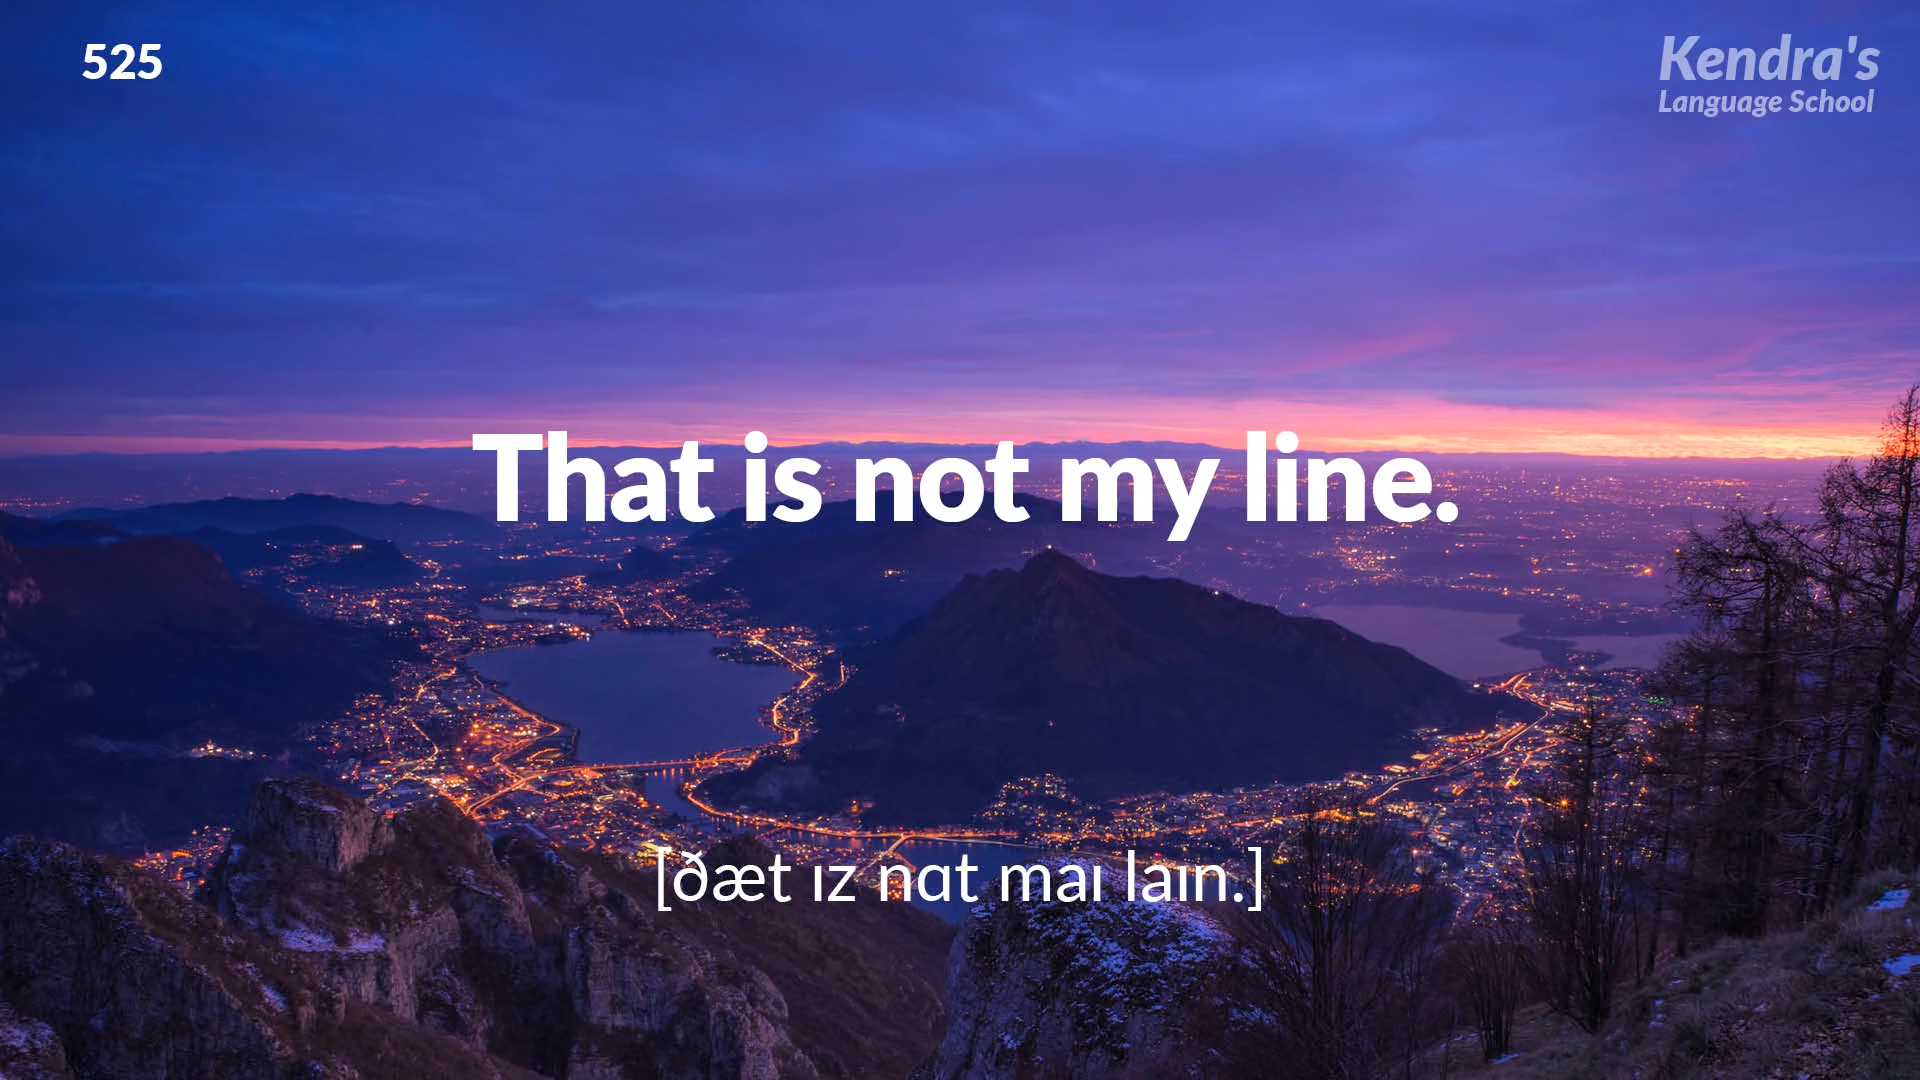 525
Kendra's
Language School
That is not my line.
[ðæt ɪz nɑt maɪ laɪn.]